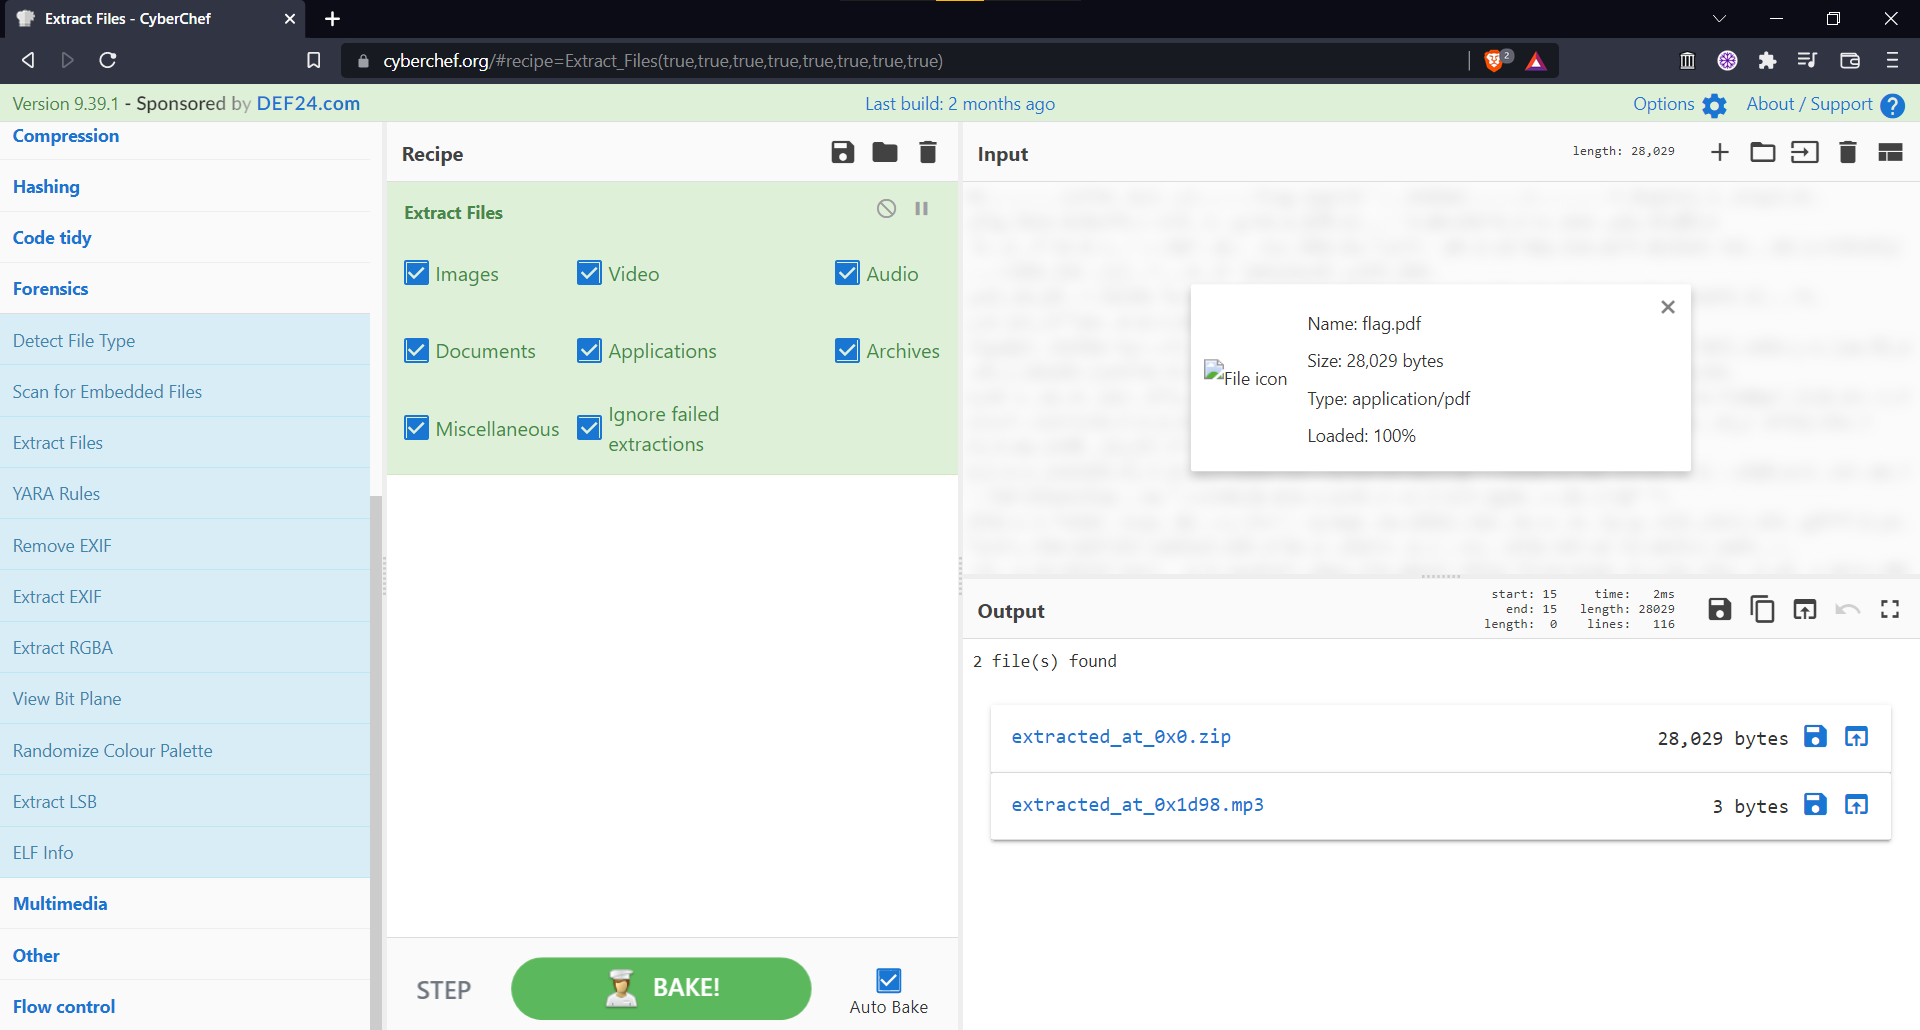 Extract Files - CyberChef
cyberchef.org/#recipe=Extract_Files(true,true,true,true,true,true,true,true)
2
Version 9.39.1 - Sponsored by DEF24.com
Last build: 2 months ago
Options
About / Support
Compression
Hashing
Code tidy
Forensics
Detect File Type
Scan for Embedded Files
Extract Files
YARA Rules
Remove EXIF
Extract EXIF
Extract RGBA
View Bit Plane
Randomize Colour Palette
Extract LSB
ELF Info
Multimedia
Other
Flow control
Recipe
Extract Files
Images
Video
Audio
Documents
Applications
Archives
Miscellaneous
Ignore failed
extractions
STEP
BAKE!
Auto Bake
Input
length: 28,029
File icon
Name: flag.pdf
Size: 28,029 bytes
Type: application/pdf
Loaded: 100%
Output
start: 15 time: 2ms
end: 15 length: 28029
length: 0 lines: 116
2 file(s) found
extracted_at_0x0.zip 28,029 bytes
extracted_at_0x1d98.mp3 3 bytes